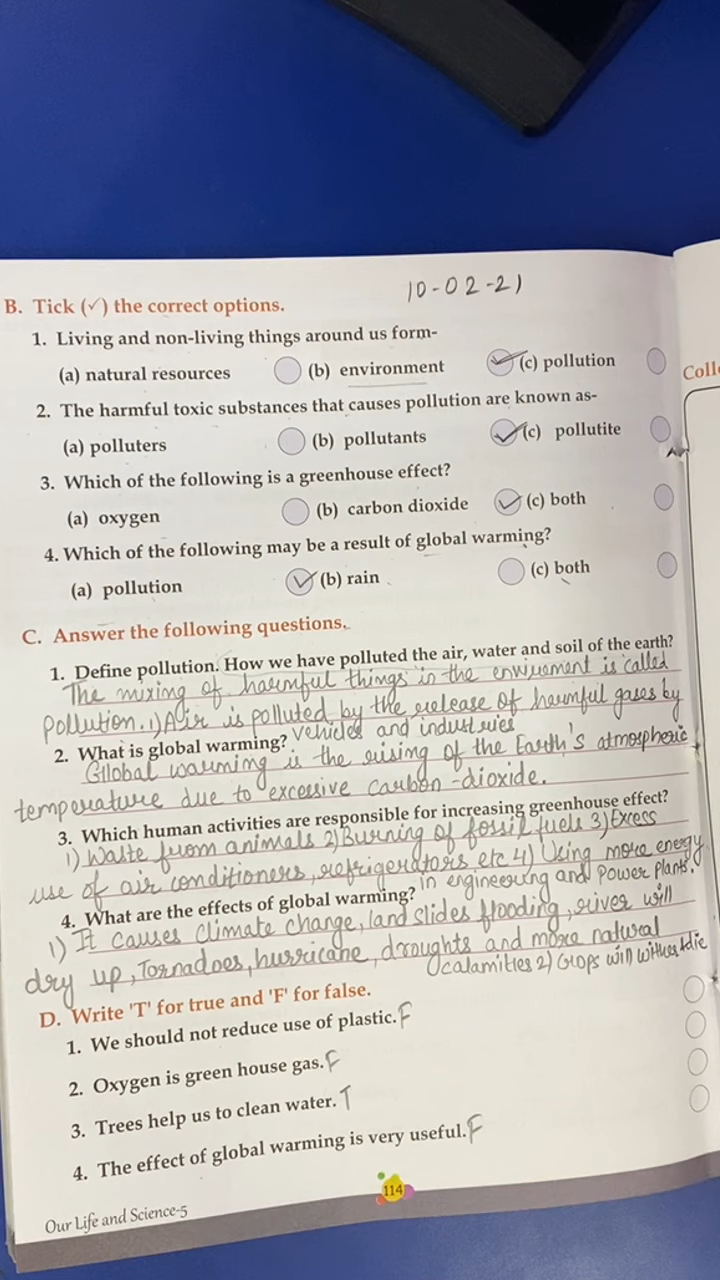 10-02-21
B. Tick (✓) the correct options.
1. Living and non-living things around us form-
(a) natural resources (b) environment ✓ (c) pollution
Coll
2. The harmful toxic substances that causes pollution are known as-
(a) polluters (b) pollutants ✓ (c) pollutite
3. Which of the following is a greenhouse effect?
(a) oxygen (b) carbon dioxide ✓ (c) both
4. Which of the following may be a result of global warming?
(a) pollution ✓ (b) rain (c) both
C. Answer the following questions.
1. Define pollution. How we have polluted the air, water and soil of the earth?
The mixing of harmful things in the enviroment is called
Pollution. 1) Air is polluted by the release of harmful gases by
vehicles and industries
2. What is global warming?
Gllobal warming is the rising of the Earth's atmospheric
temperature due to excessive carbon-dioxide.
3. Which human activities are responsible for increasing greenhouse effect?
1) Waste from animals 2) Burning of fossil fuels 3) Excess
use of air conditioners, refrigerators etc 4) Using more energy
in engineering and Power Plants.
4. What are the effects of global warming?
1) It causes climate change, land slides flooding, river will
dry up, Tornadoes, hurricane, droughts and more natural
calamities 2) Crops will die
D. Write 'T' for true and 'F' for false.
1. We should not reduce use of plastic. F
2. Oxygen is green house gas. F
3. Trees help us to clean water. T
4. The effect of global warming is very useful. F
114
Our Life and Science-5